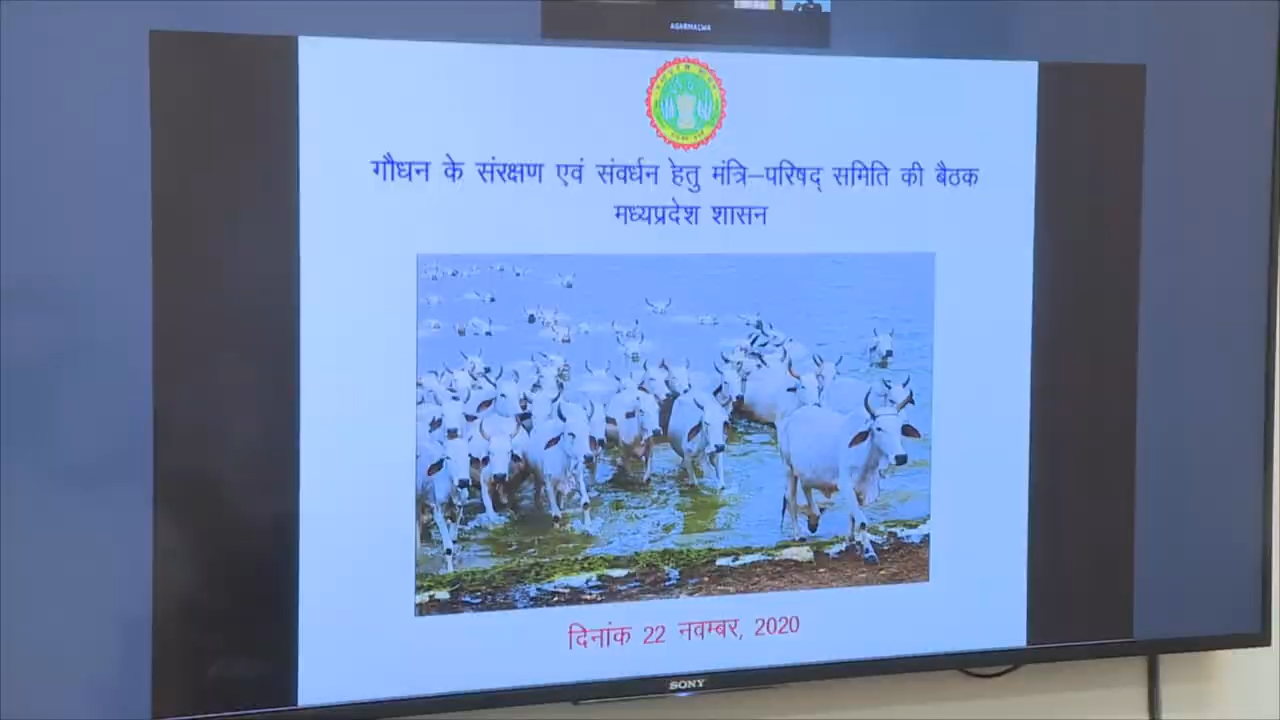 AGARMALWA
गौधन के संरक्षण एवं संवर्धन हेतु मंत्रि–परिषद् समिति की बैठक
मध्यप्रदेश शासन
दिनांक 22 नवम्बर, 2020
SONY